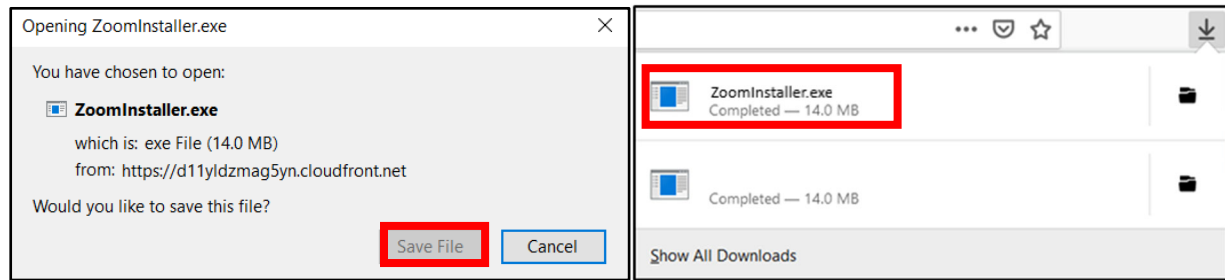 Opening ZoomInstaller.exe
You have chosen to open:
ZoomInstaller.exe
which is: exe File (14.0 MB)
from: https://d11yldzmag5yn.cloudfront.net
Would you like to save this file?
Save File
Cancel
ZoomInstaller.exe
Completed — 14.0 MB
Completed — 14.0 MB
Show All Downloads